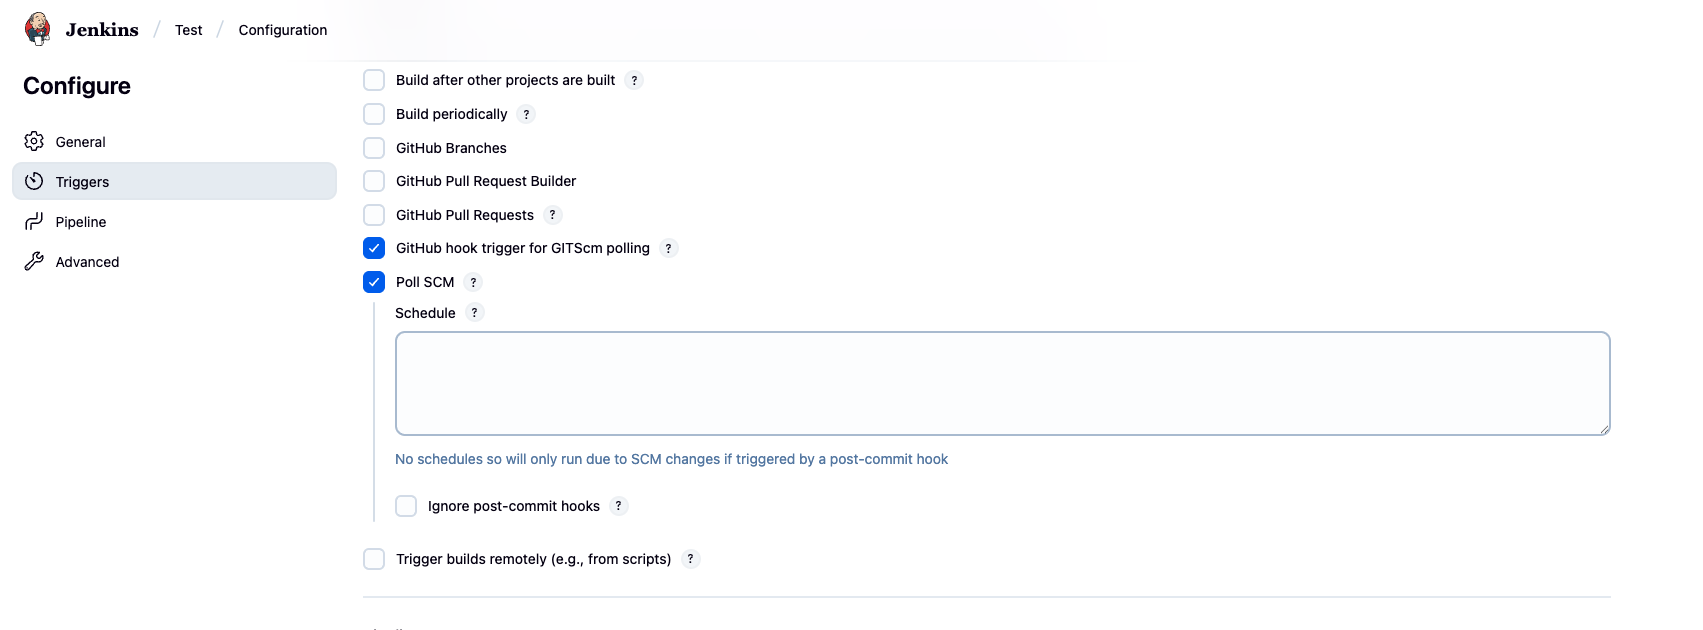 Jenkins / Test / Configuration
Configure
General
Triggers
Pipeline
Advanced
Build after other projects are built ?
Build periodically ?
GitHub Branches
GitHub Pull Request Builder
GitHub Pull Requests ?
GitHub hook trigger for GITScm polling ?
Poll SCM ?
Schedule ?
No schedules so will only run due to SCM changes if triggered by a post-commit hook
Ignore post-commit hooks ?
Trigger builds remotely (e.g., from scripts) ?